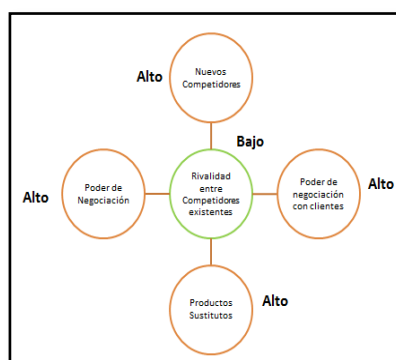 Alto
Nuevos
Competidores
Bajo
Alto
Poder de
Negociación
Rivalidad
entre
Competidores
existentes
Poder de
negociación
con clientes
Alto
Productos
Sustitutos
Alto